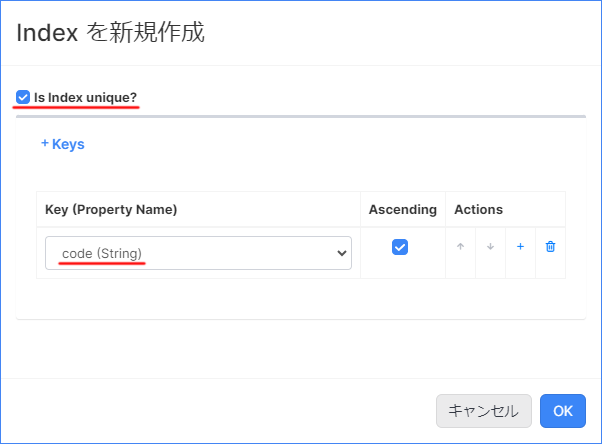 Index を新規作成
Is Index unique?
+ Keys
Key (Property Name) Ascending Actions
code (String)
キャンセル OK